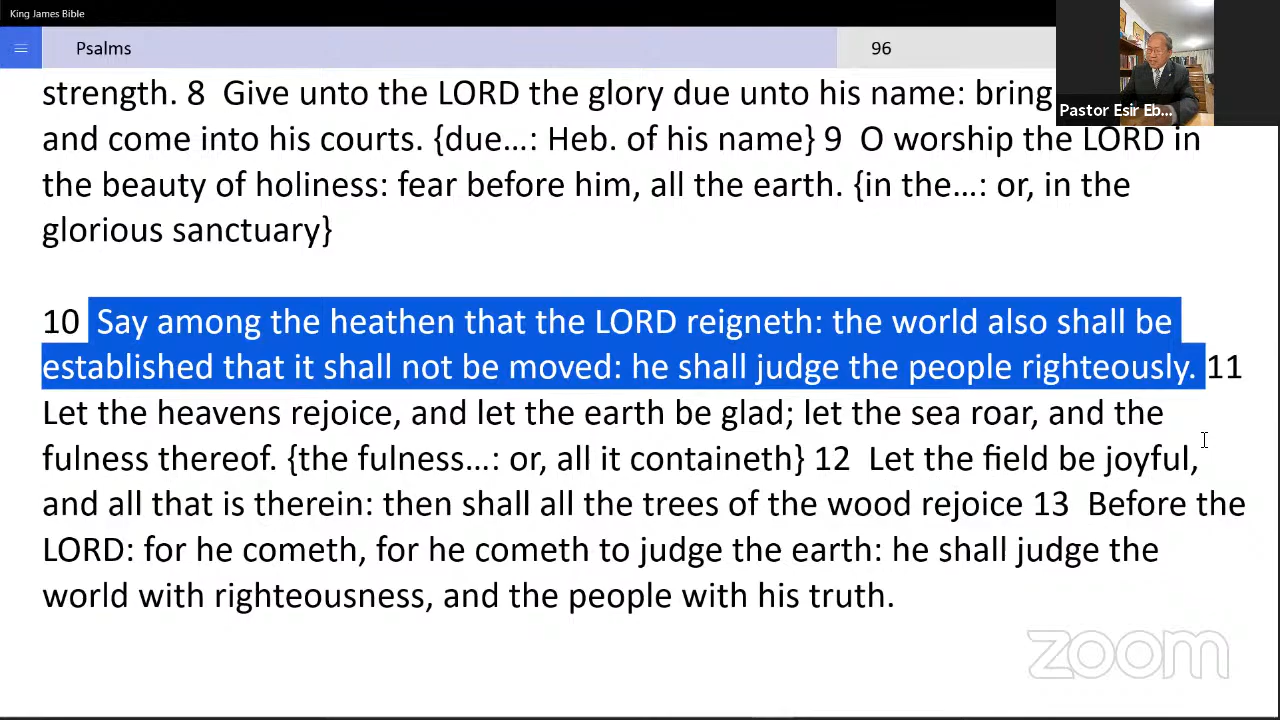 King James Bible
Psalms
96
Pastor Esir Eb...
strength. 8 Give unto the LORD the glory due unto his name: bring
and come into his courts. {due...: Heb. of his name} 9 O worship the LORD in
the beauty of holiness: fear before him, all the earth. {in the...: or, in the
glorious sanctuary}
10 Say among the heathen that the LORD reigneth: the world also shall be
established that it shall not be moved: he shall judge the people righteously. 11
Let the heavens rejoice, and let the earth be glad; let the sea roar, and the
fulness thereof. {the fulness...: or, all it containeth} 12 Let the field be joyful,
and all that is therein: then shall all the trees of the wood rejoice 13 Before the
LORD: for he cometh, for he cometh to judge the earth: he shall judge the
world with righteousness, and the people with his truth.
zoom